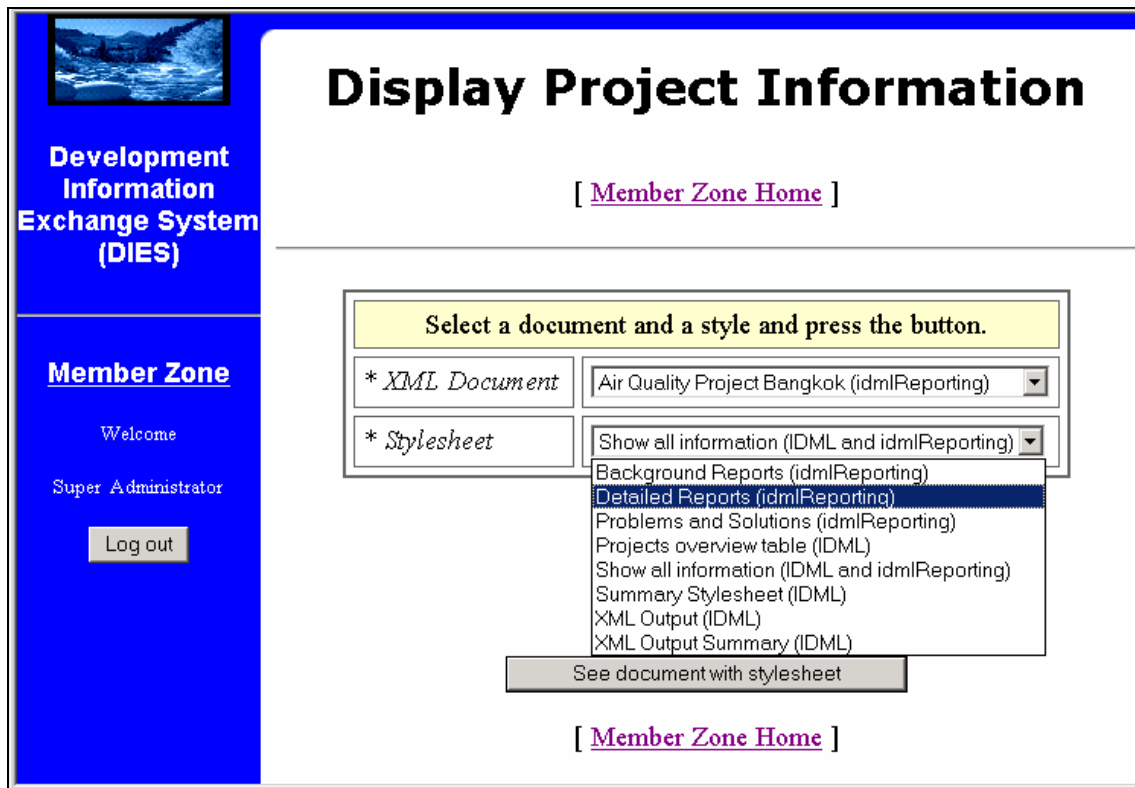 Development
Information
Exchange System
(DIES)
Member Zone
Welcome
Super Administrator
Log out
Display Project Information
[ Member Zone Home ]
Select a document and a style and press the button.
* XML Document
Air Quality Project Bangkok (idmlReporting)
* Stylesheet
Show all information (IDML and idmlReporting)
Background Reports (idmlReporting)
Detailed Reports (idmlReporting)
Problems and Solutions (idmlReporting)
Projects overview table (IDML)
Show all information (IDML and idmlReporting)
Summary Stylesheet (IDML)
XML Output (IDML)
XML Output Summary (IDML)
See document with stylesheet
[ Member Zone Home ]